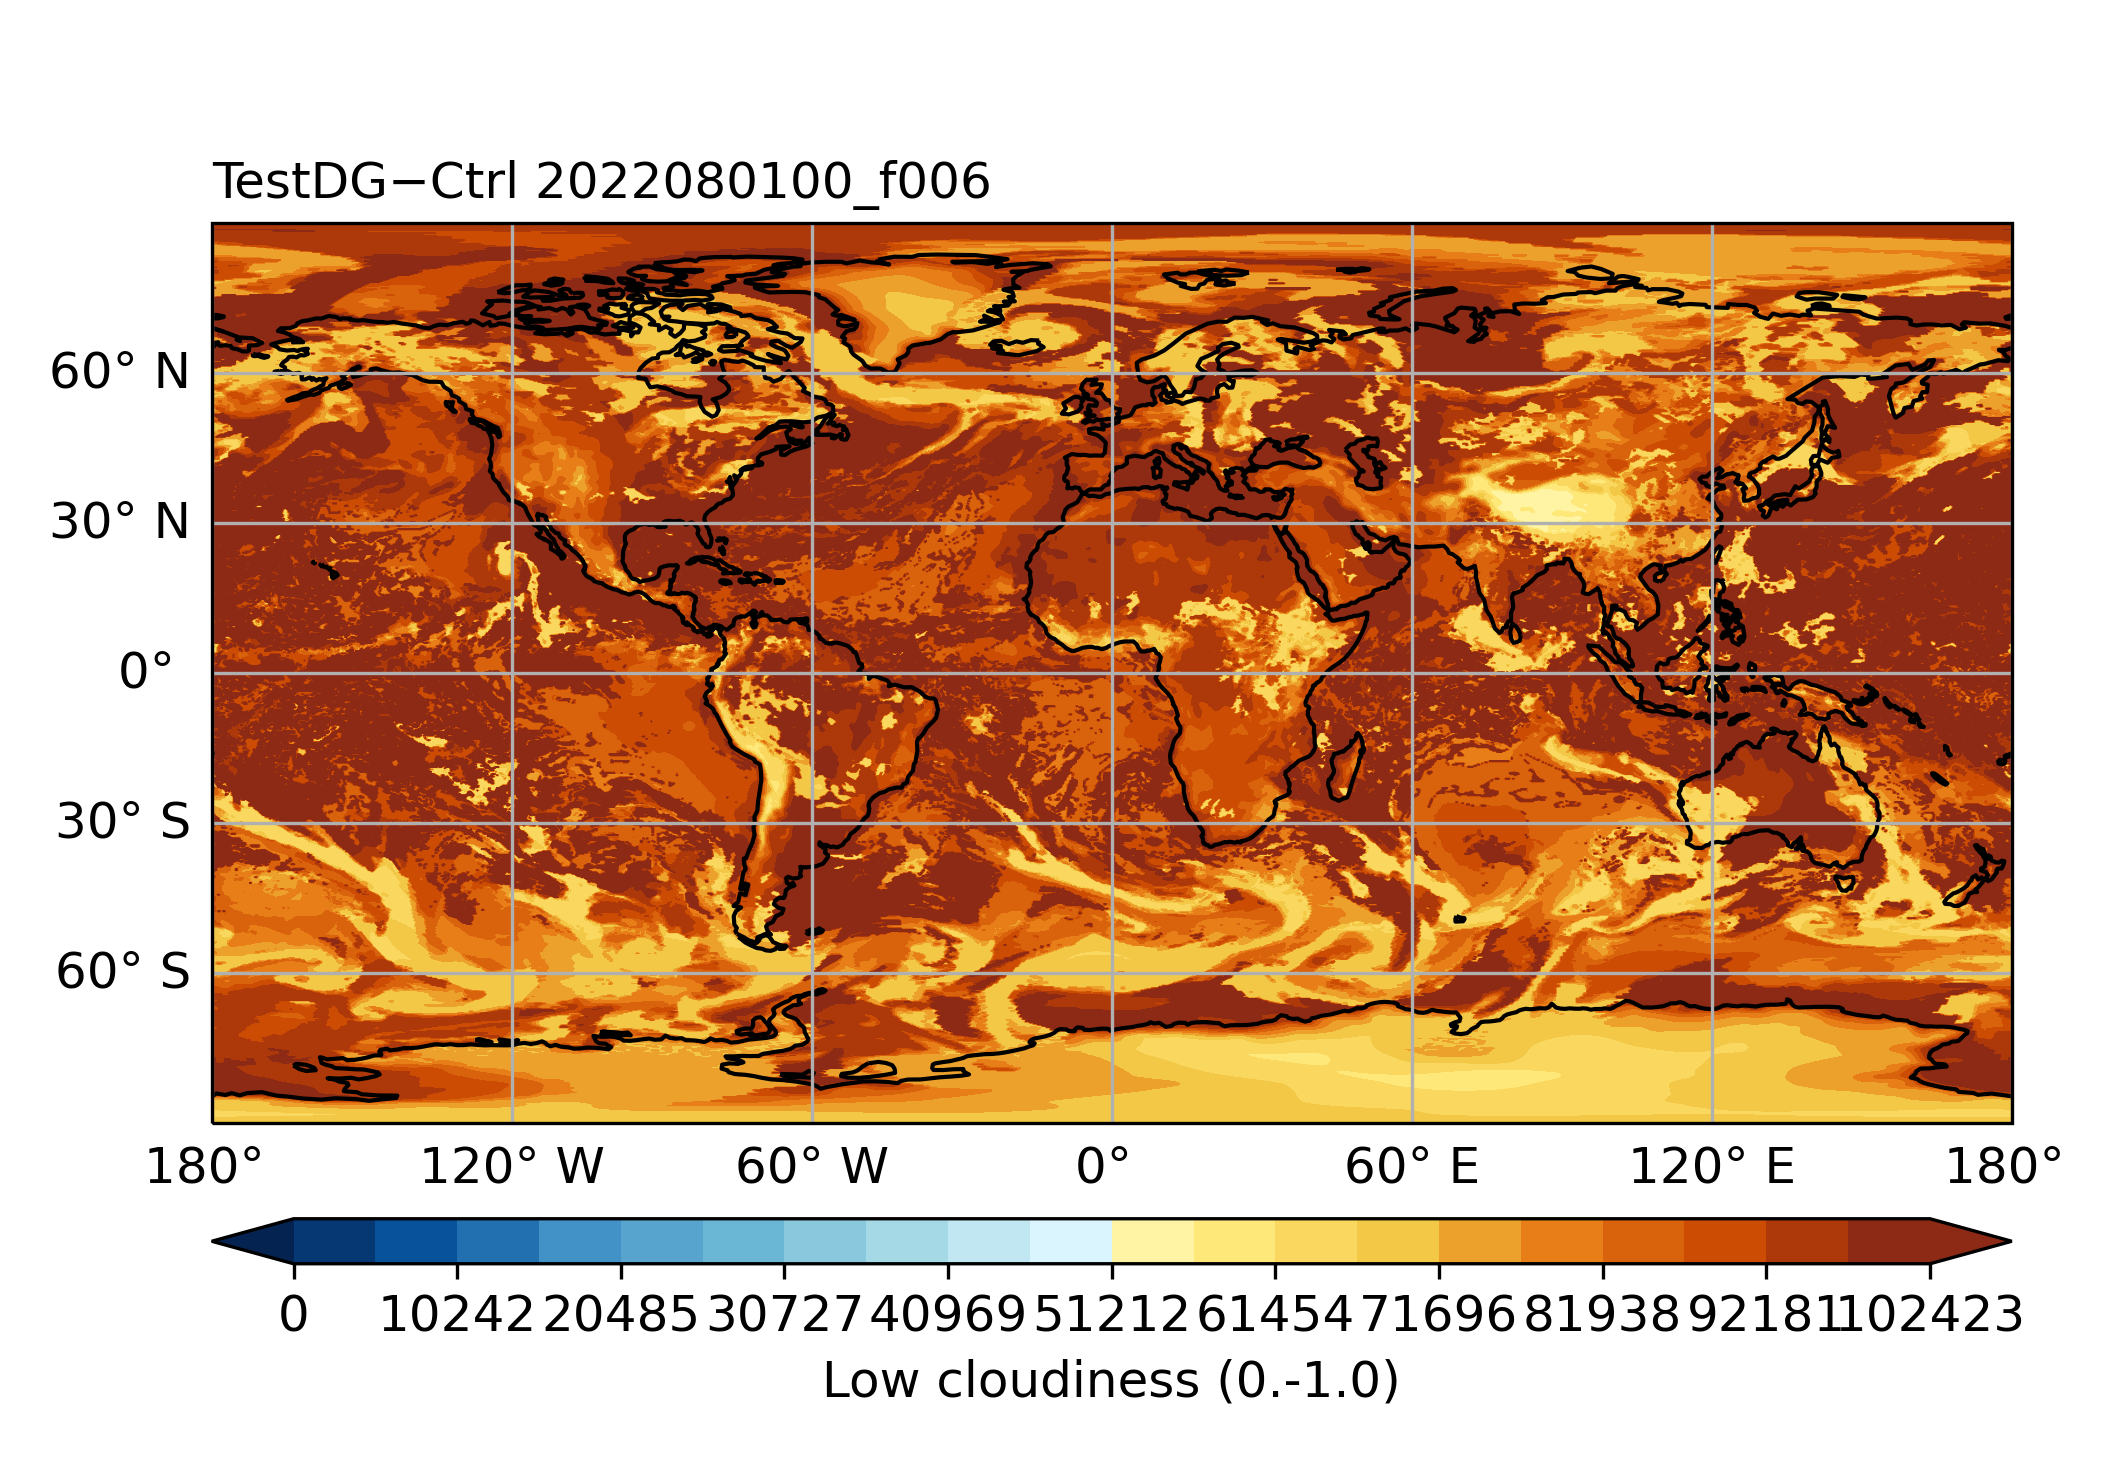 TestDG−Ctrl 2022080100_f006
60° N
30° N
0°
30° S
60° S
180° 120° W 60° W 0° 60° E 120° E 180°
0 10242 20485 30727 40969 51212 61454 71696 81938 92181 102423
Low cloudiness (0.-1.0)